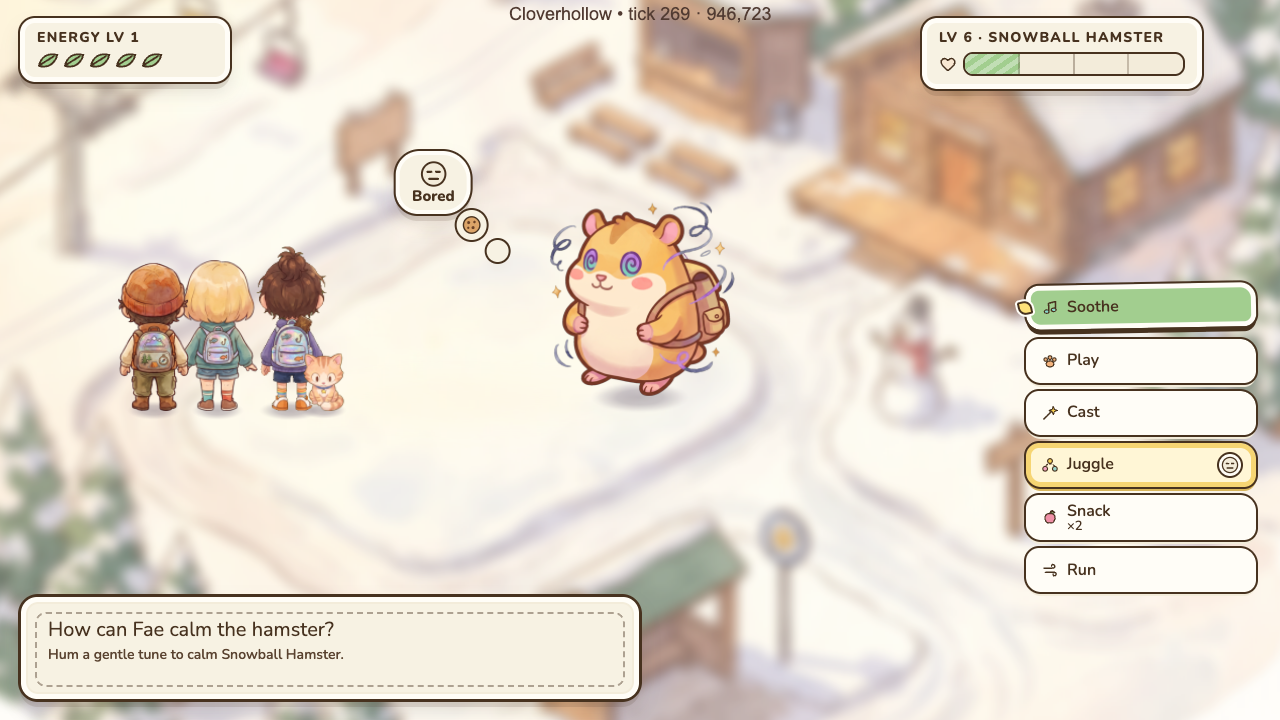 Cloverhollow • tick 269 · 946,723
ENERGY LV 1
LV 6 · SNOWBALL HAMSTER
Bored
Soothe
Play
Cast
Juggle
Snack
×2
Run
How can Fae calm the hamster?
Hum a gentle tune to calm Snowball Hamster.